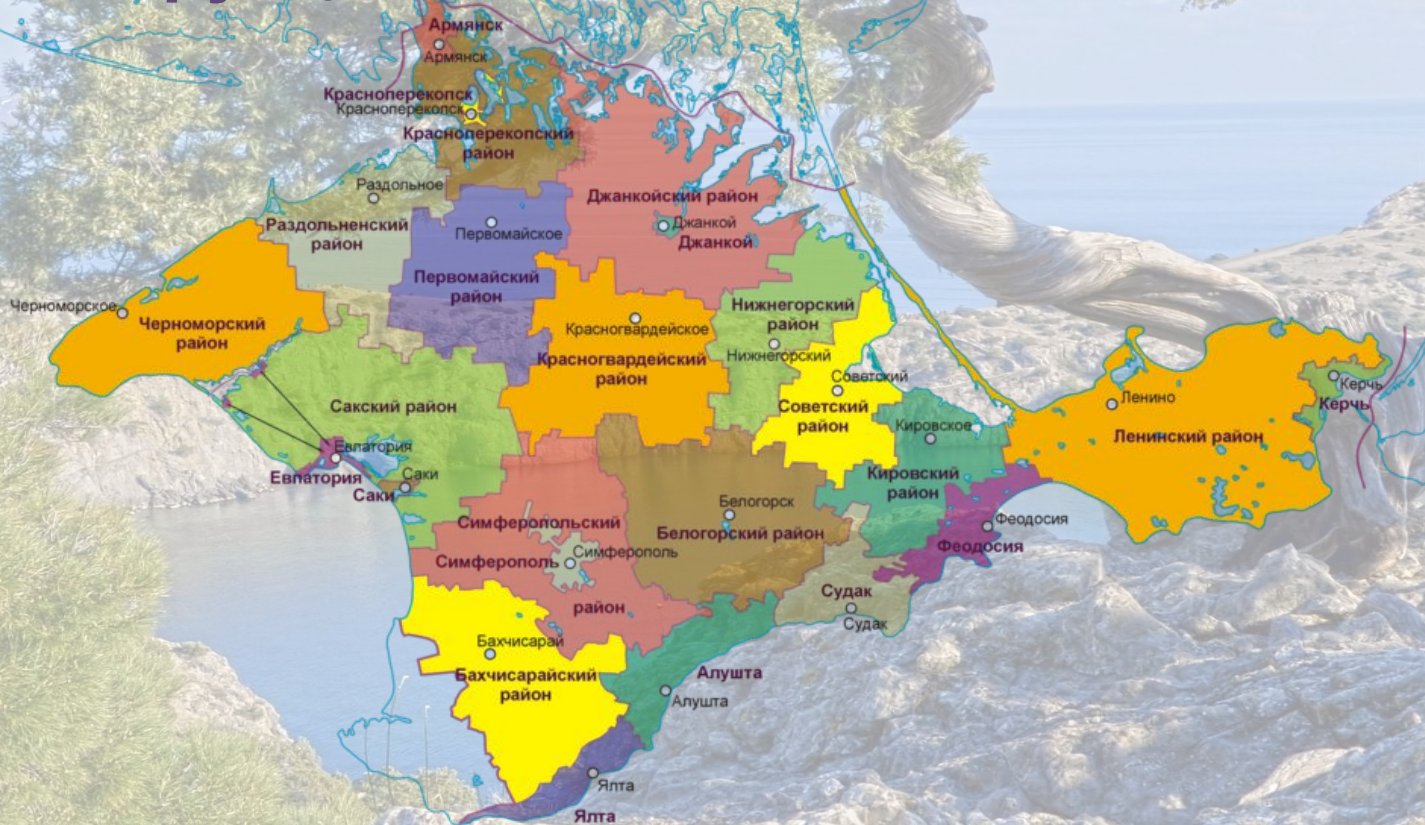 Армянск
Армянск
Красноперекопск
Красноперекопск
Красноперекопский
район
Раздольное
Раздольненский
район
Джанкойский район
Джанкой
Джанкой
Первомайское
Первомайский
район
Черноморское
Черноморский
район
Нижнегорский
район
Нижнегорский
Красногвардейское
Красногвардейский
район
Советский
Советский
район
Сакский район
Евпатория
Евпатория
Саки
Саки
Кировское
Кировский
район
Ленино
Ленинский район
Керчь
Керчь
Симферопольский
Симферополь
Симферополь
район
Белогорск
Белогорский район
Феодосия
Феодосия
Судак
Судак
Бахчисарай
Бахчисарайский
район
Алушта
Алушта
Ялта
Ялта